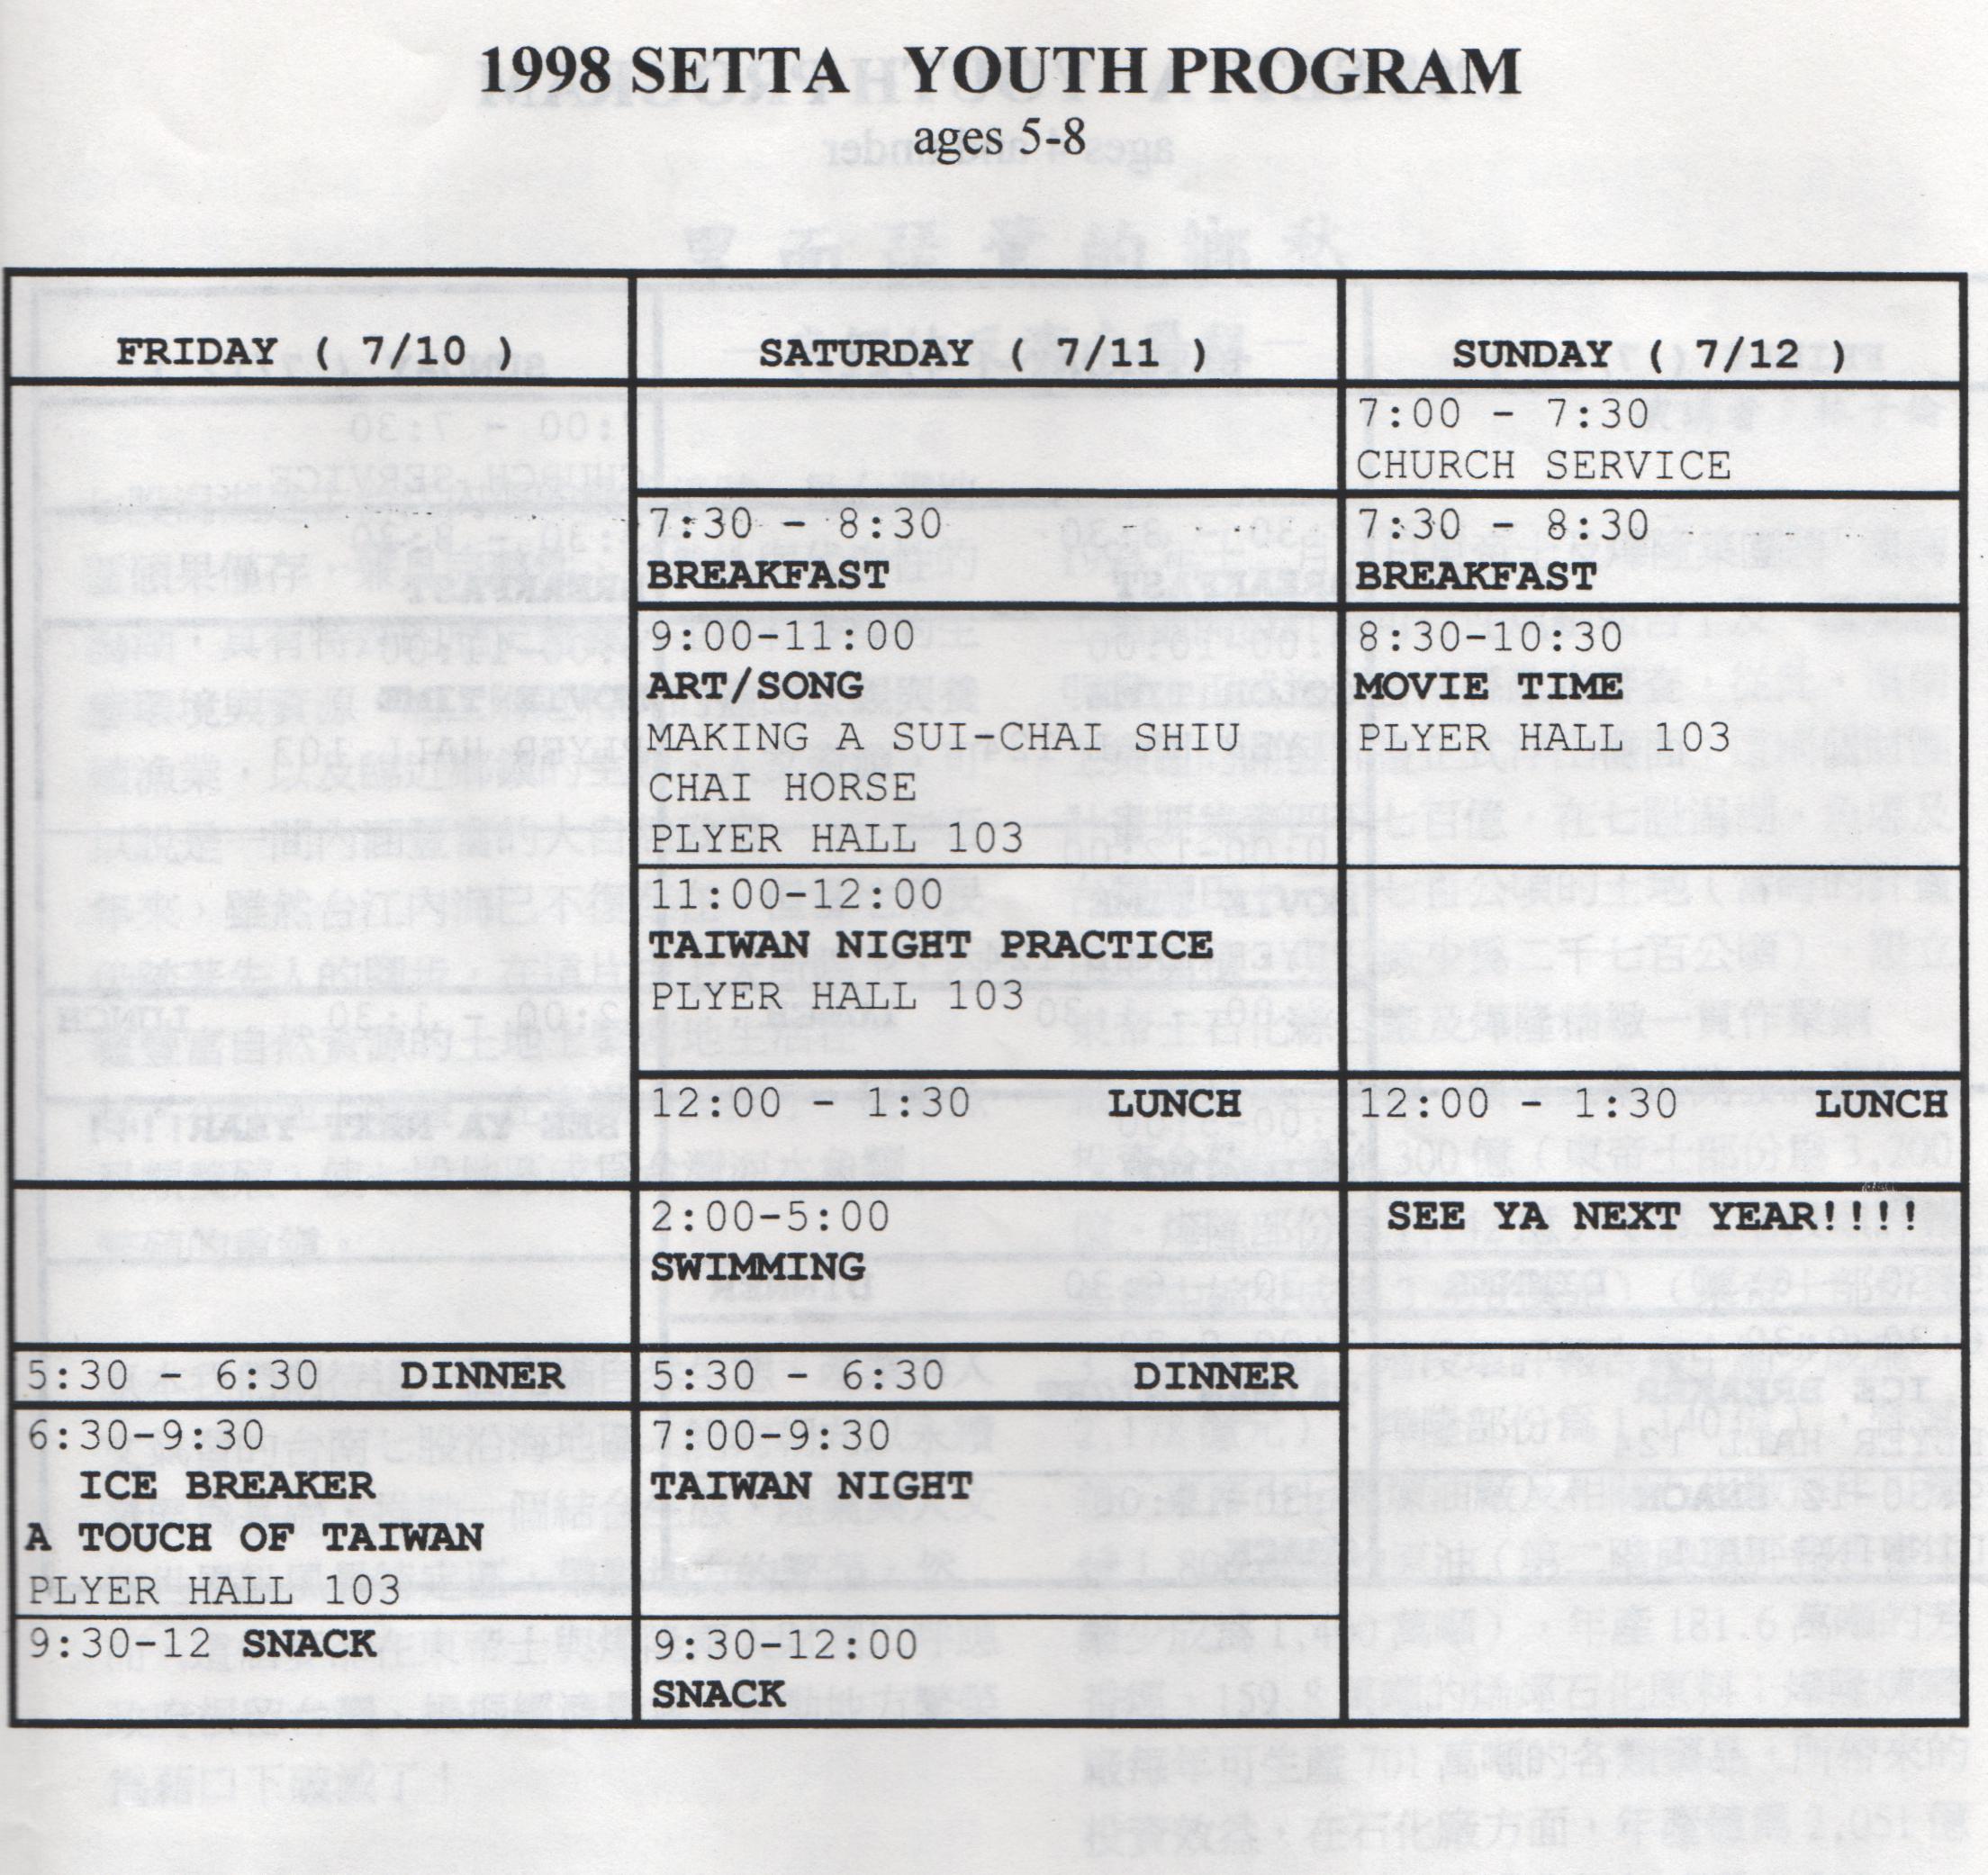 1998 SETTA YOUTH PROGRAM
ages 5-8
FRIDAY ( 7/10 )
SATURDAY ( 7/11 )
SUNDAY ( 7/12 )
7:00 - 7:30
CHURCH SERVICE
7:30 - 8:30
BREAKFAST
7:30 - 8:30
BREAKFAST
9:00-11:00
ART/SONG
MAKING A SUI-CHAI SHIU
CHAI HORSE
PLYER HALL 103
8:30-10:30
MOVIE TIME
PLYER HALL 103
11:00-12:00
TAIWAN NIGHT PRACTICE
PLYER HALL 103
12:00 - 1:30 LUNCH
12:00 - 1:30 LUNCH
2:00-5:00
SWIMMING
SEE YA NEXT YEAR!!!!
5:30 - 6:30 DINNER
5:30 - 6:30 DINNER
6:30-9:30
ICE BREAKER
A TOUCH OF TAIWAN
PLYER HALL 103
7:00-9:30
TAIWAN NIGHT
9:30-12 SNACK
9:30-12:00
SNACK